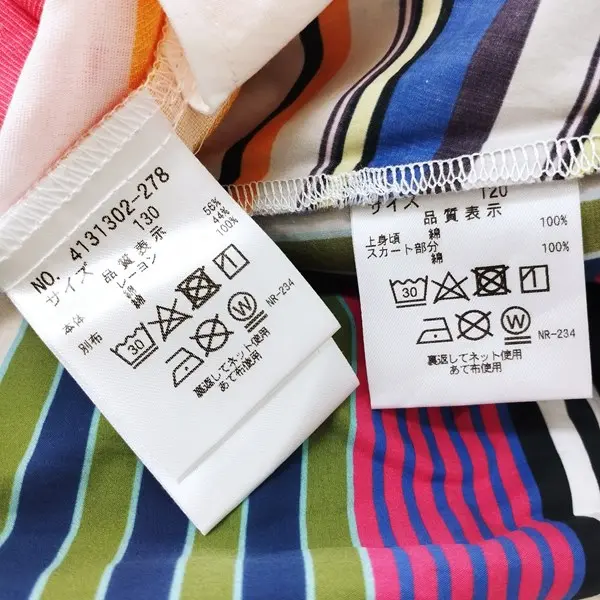 NO. 4131302-278
サイズ 130
品質表示
本体 レーヨン 56%
綿 44%
別布 綿 100%
30
NR-234
W
裏返してネット使用
あて布使用
サイズ 120
品質表示
上身頃 綿 100%
スカート部分 綿 100%
30
W
NR-234
裏返してネット使用
あて布使用